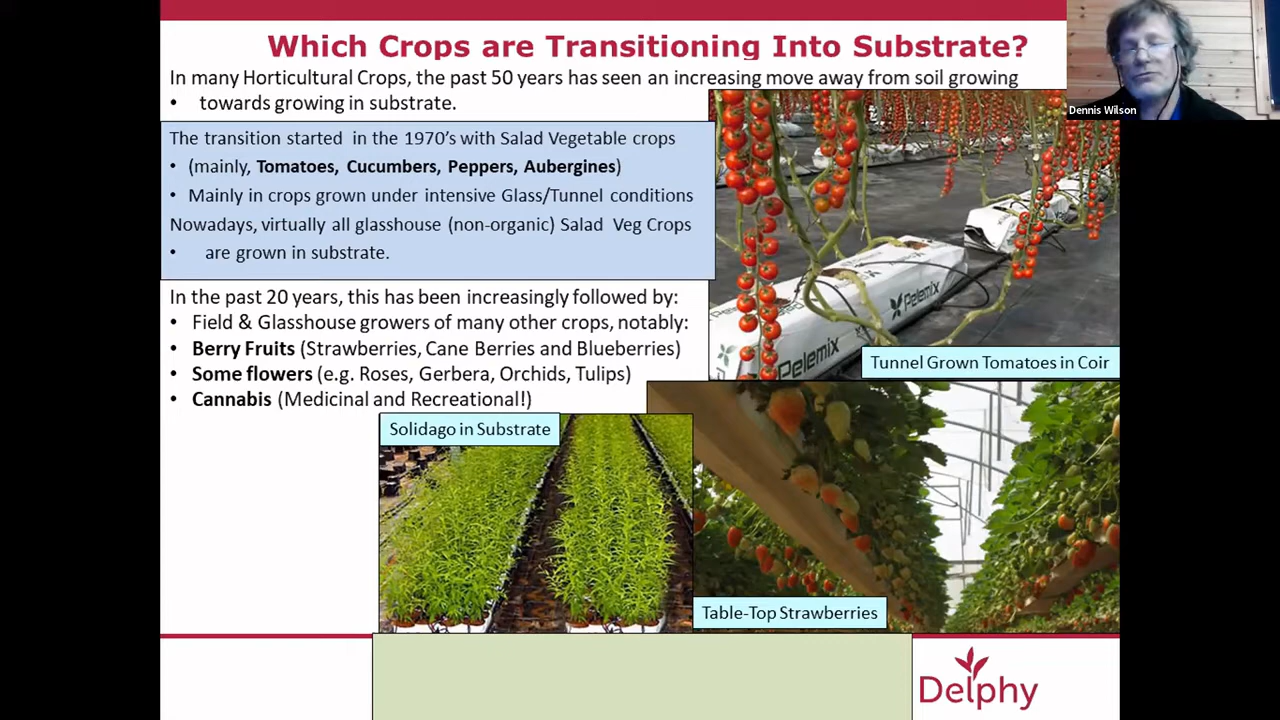 Which Crops are Transitioning Into Substrate?
In many Horticultural Crops, the past 50 years has seen an increasing move away from soil growing
• towards growing in substrate.
The transition started in the 1970's with Salad Vegetable crops
• (mainly, Tomatoes, Cucumbers, Peppers, Aubergines)
• Mainly in crops grown under intensive Glass/Tunnel conditions
Nowadays, virtually all glasshouse (non-organic) Salad Veg Crops
• are grown in substrate.
In the past 20 years, this has been increasingly followed by:
• Field & Glasshouse growers of many other crops, notably:
• Berry Fruits (Strawberries, Cane Berries and Blueberries)
• Some flowers (e.g. Roses, Gerbera, Orchids, Tulips)
• Cannabis (Medicinal and Recreational!)
Dennis Wilson
Pelemix
Pelemix
Tunnel Grown Tomatoes in Coir
Solidago in Substrate
Table-Top Strawberries
Delphy